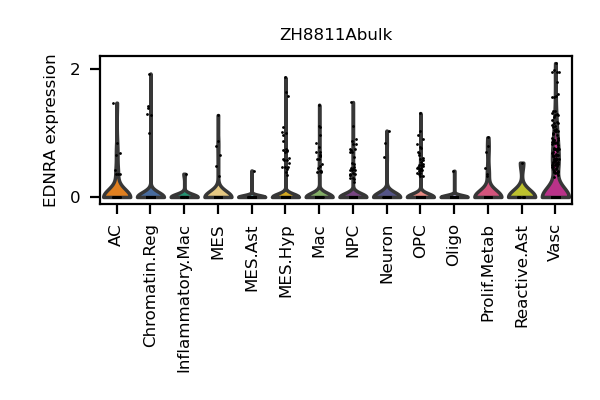 ZH8811Abulk
EDNRA expression
2
0
AC
Chromatin.Reg
Inflammatory.Mac
MES
MES.Ast
MES.Hyp
Mac
NPC
Neuron
OPC
Oligo
Prolif.Metab
Reactive.Ast
Vasc